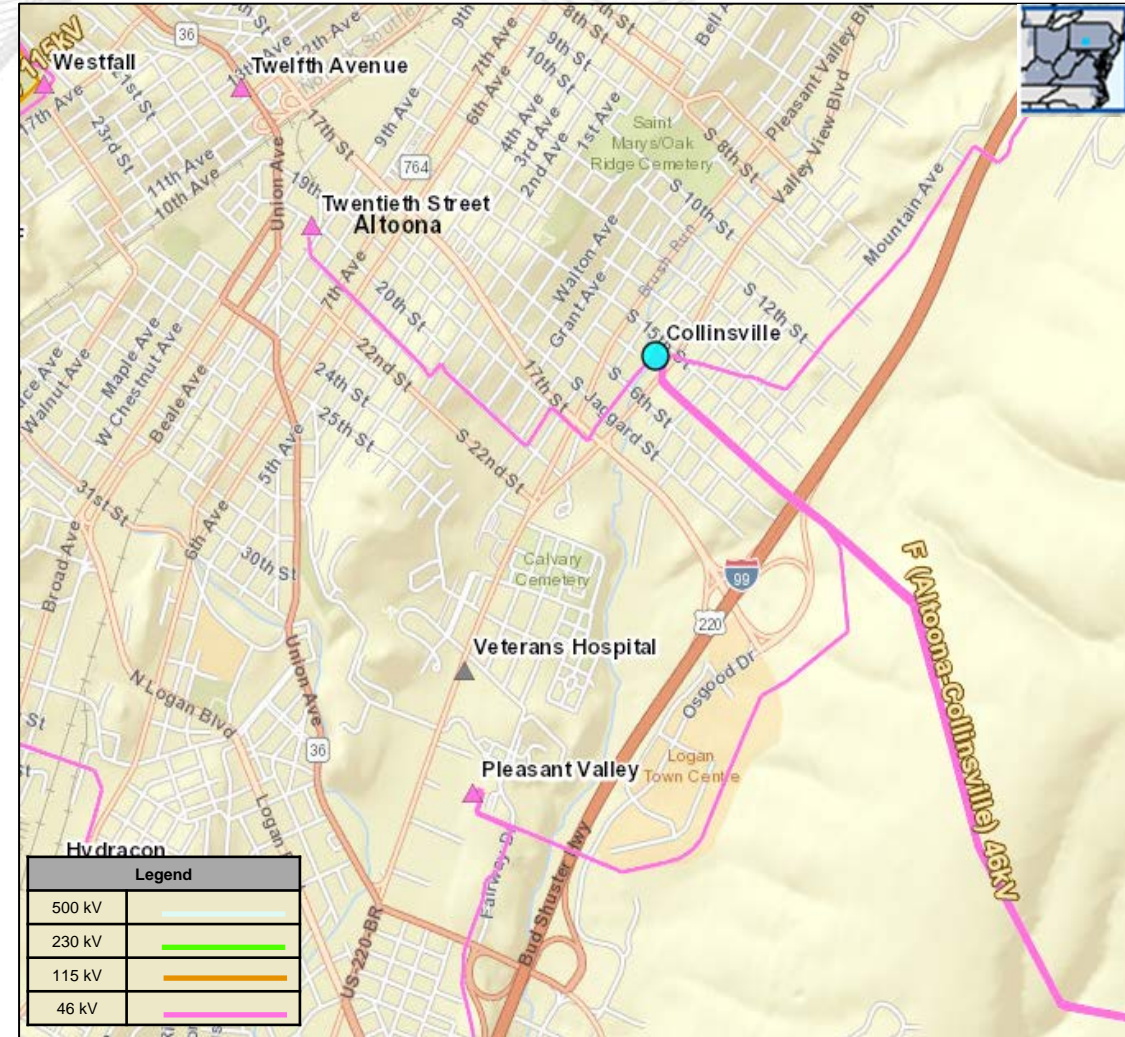 115kV
Westfall
17th Ave
21st St
23rd St
36
Twelfth Avenue
13th Ave
12th Ave
11th Ave
10th Ave
Union Ave
17th St
19th
9th Ave
764
7th Ave
6th Ave
9th St
8th St
10th St
4th Ave
3rd Ave
2nd Ave
1st Ave
Bell A
Pleasant Valley Blv
Valley View Blvd
Saint
Marys/Oak
Ridge Cemetery
S 8th St
S 10th St
Mountain Ave
Twentieth Street
Altoona
7th Ave
20th St
Walton Ave
Grant Ave
Brush Run
S 12th St
S 15th St
Collinsville
Maple Ave
W Chestnut Ave
Walnut Ave
Beale Ave
22nd St
24th St
25th St
5th Ave
17th St
S Jaggard St
S 6th St
S 22nd St
31st St
Broad Ave
6th Ave
30th St
Calvary
Cemetery
99
220
F (Altoona-Collinsville) 46kV
Veterans Hospital
Osgood Dr
N Logan Blvd
Union Ave
36
Pleasant Valley
Logan
Town Centre
Logan
Fairway D
Bud Shuster Hwy
US-220-BR
Hydracon
Legend
500 kV
230 kV
115 kV
46 kV